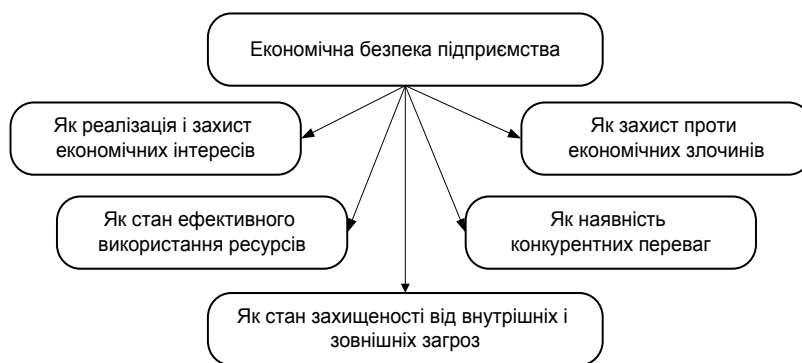 Економічна безпека підприємства
Як реалізація і захист
економічних інтересів
Як захист проти
економічних злочинів
Як стан ефективного
використання ресурсів
Як наявність
конкурентних переваг
Як стан захищеності від внутрішніх і
зовнішніх загроз